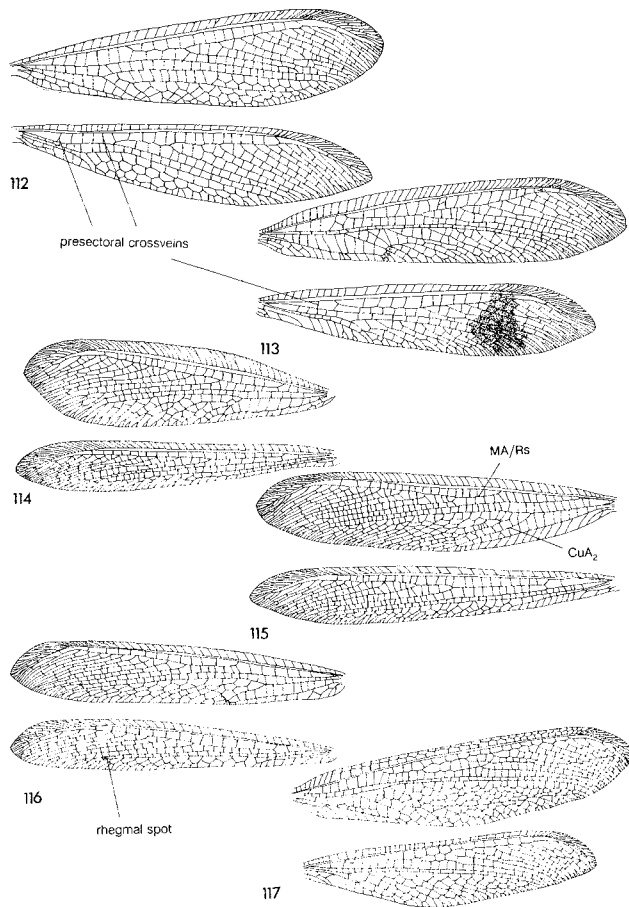 112
presectoral crossveins
113
114
MA/Rs
CuA₂
115
116
rhegmal spot
117